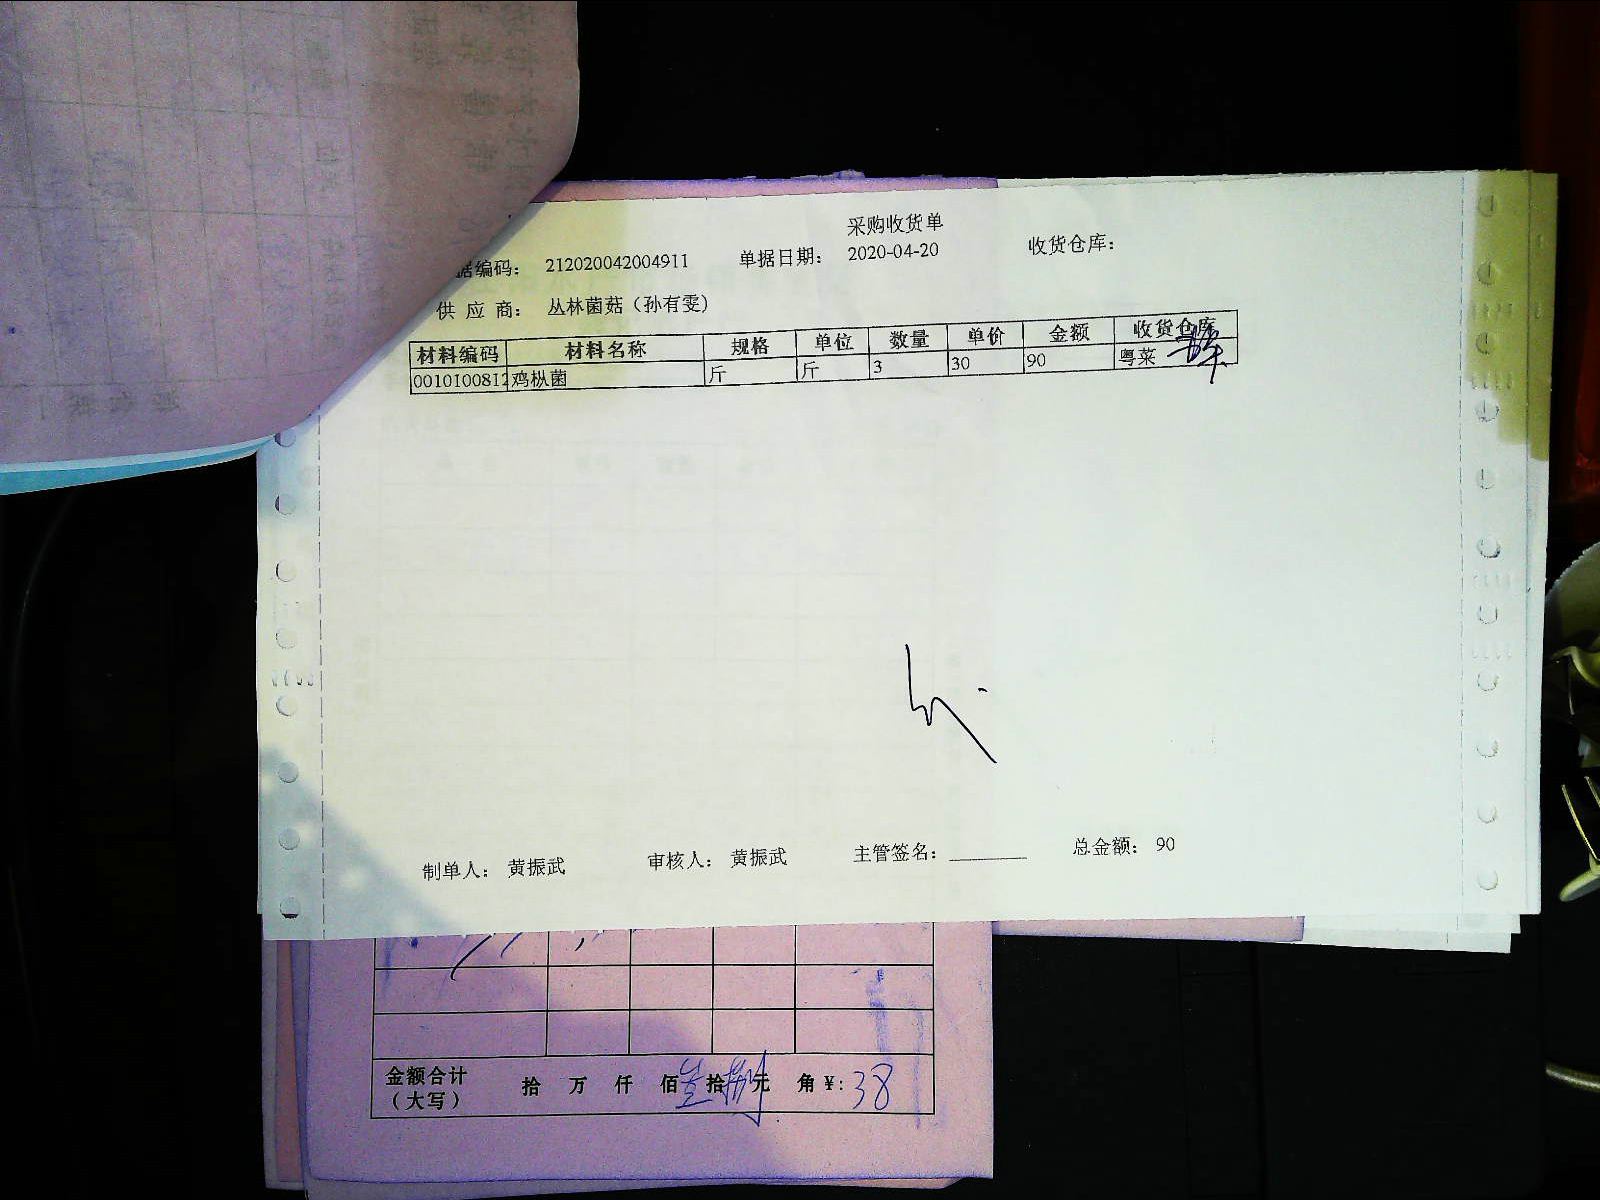 采购收货单
据编码： 212020042004911 单据日期： 2020-04-20 收货仓库：
供 应 商： 丛林菌菇（孙有雯）
材料编码 材料名称 规格 单位 数量 单价 金额 收货仓库
0010100812 鸡枞菌 斤 斤 3 30 90 粤菜
制单人： 黄振武 审核人： 黄振武 主管签名： 总金额： 90
金额合计（大写） 拾 万 仟 佰 拾 元 角 ¥: 38